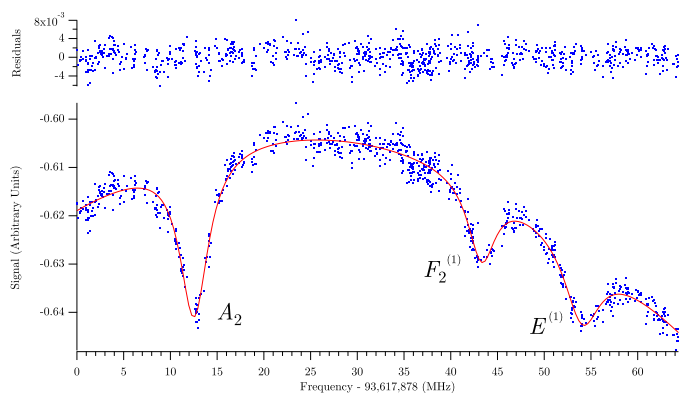 8x10^-3
4
0
-4
Residuals
-0.60
-0.61
-0.62
-0.63
-0.64
Signal (Arbitrary Units)
A_2
F_2^(1)
E^(1)
0 5 10 15 20 25 30 35 40 45 50 55 60
Frequency - 93,617,878 (MHz)